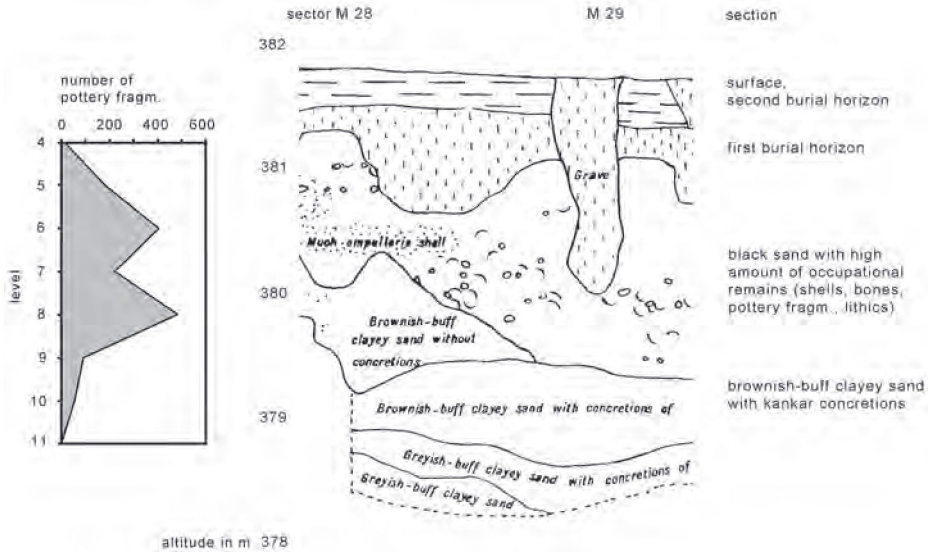 sector M 28
M 29
section
382
number of
pottery fragm.
0 200 400 600
surface,
second burial horizon
4
5
6
7
8
9
10
11
level
381
first burial horizon
Grave
Much ampellaria shell
black sand with high
amount of occupational
remains (shells, bones,
pottery fragm., lithics)
380
Brownish-buff
clayey sand without
concretions
brownish-buff clayey sand
with kankar concretions
379
Brownish-buff clayey sand with concretions of
Greyish-buff clayey sand with concretions of
Greyish-buff clayey sand
altitude in m 378